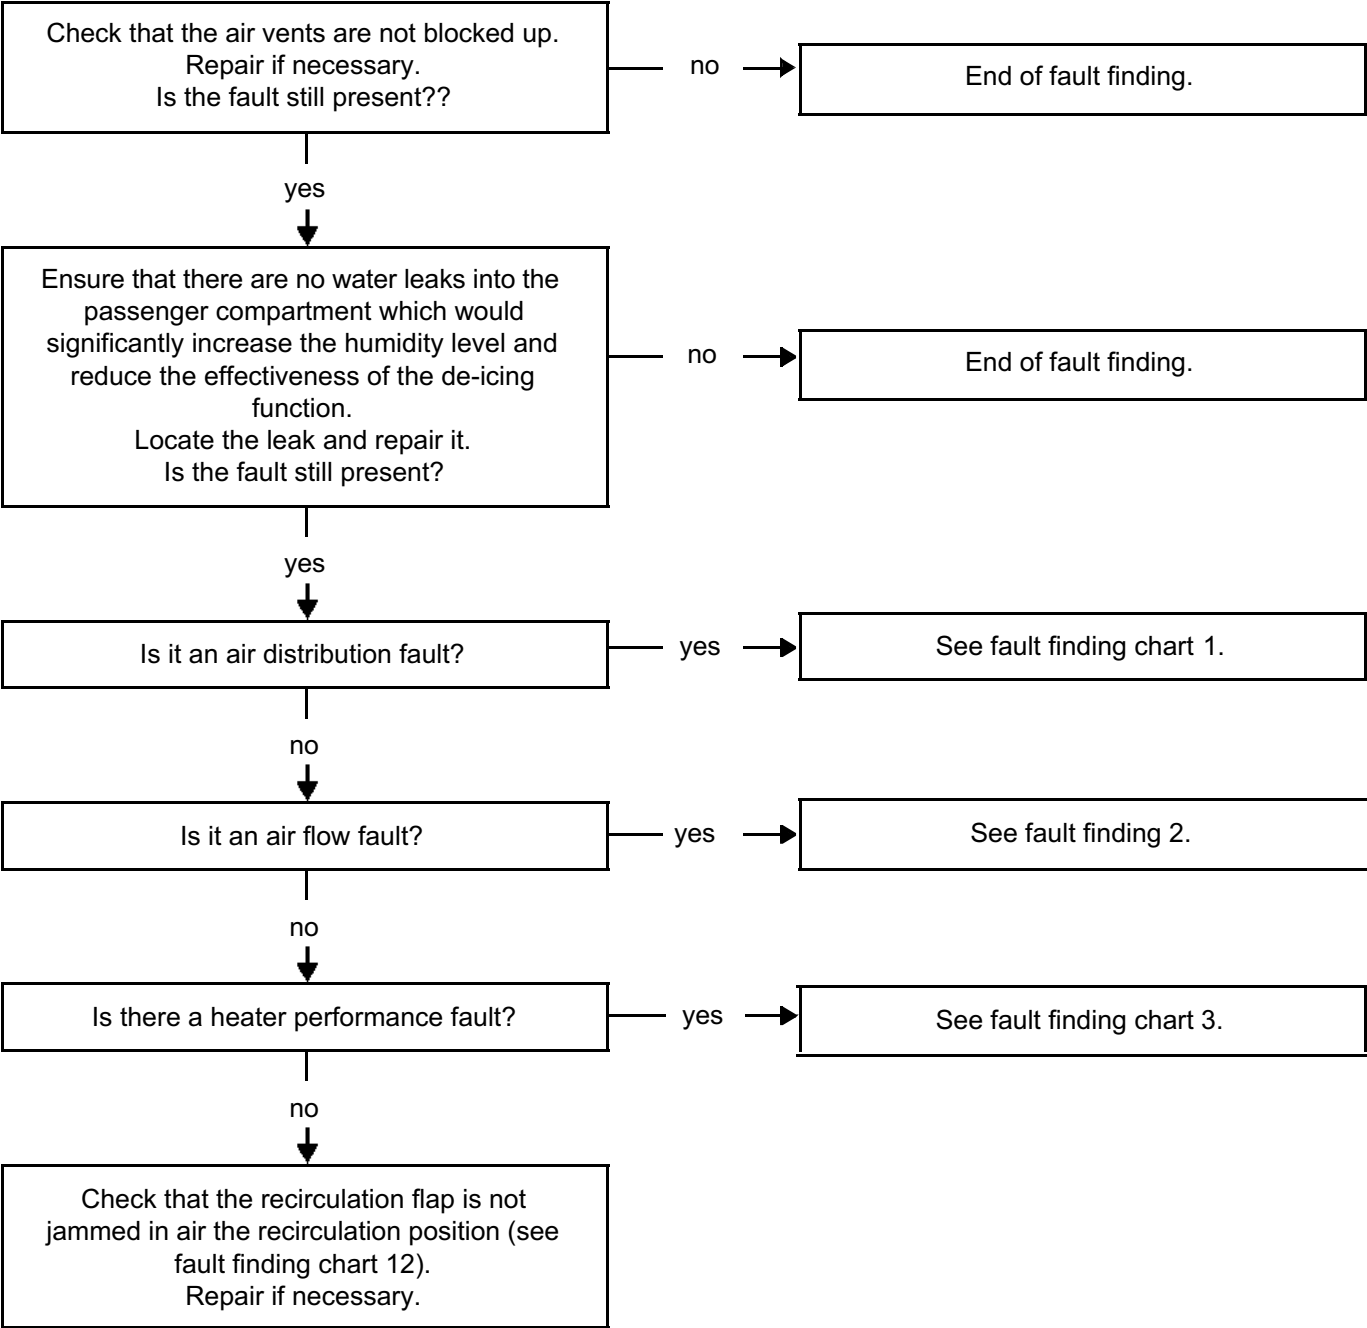 Check that the air vents are not blocked up.
Repair if necessary.
Is the fault still present??
no
End of fault finding.
yes
Ensure that there are no water leaks into the
passenger compartment which would
significantly increase the humidity level and
reduce the effectiveness of the de-icing
function.
Locate the leak and repair it.
Is the fault still present?
no
End of fault finding.
yes
Is it an air distribution fault?
yes
See fault finding chart 1.
no
Is it an air flow fault?
yes
See fault finding 2.
no
Is there a heater performance fault?
yes
See fault finding chart 3.
no
Check that the recirculation flap is not
jammed in air the recirculation position (see
fault finding chart 12).
Repair if necessary.